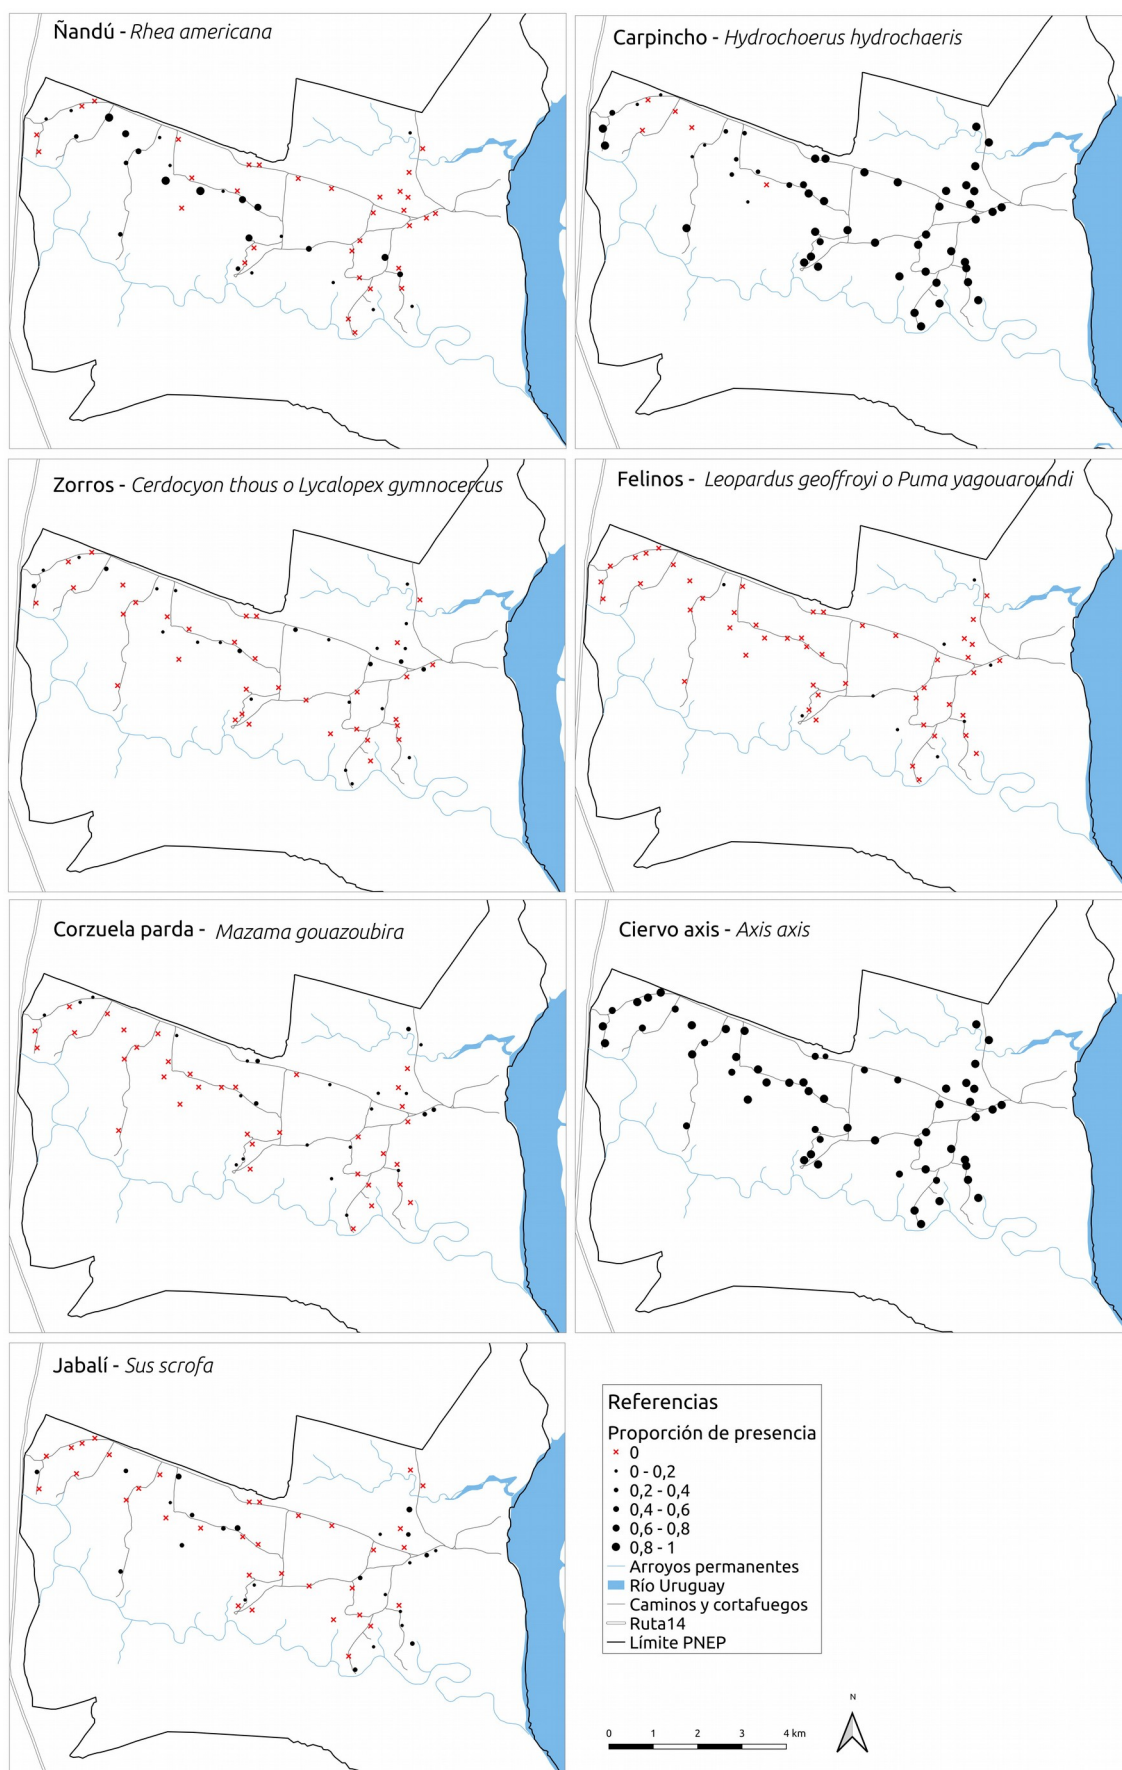 Ñandú - Rhea americana
Carpincho - Hydrochoerus hydrochaeris
Zorros - Cerdocyon thous o Lycalopex gymnocercus
Felinos - Leopardus geoffroyi o Puma yagouaroundi
Corzuela parda - Mazama gouazoubira
Ciervo axis - Axis axis
Jabalí - Sus scrofa
Referencias
Proporción de presencia
0
0 - 0,2
0,2 - 0,4
0,4 - 0,6
0,6 - 0,8
0,8 - 1
Arroyos permanentes
Río Uruguay
Caminos y cortafuegos
Ruta14
Límite PNEP
N
0 1 2 3 4 km